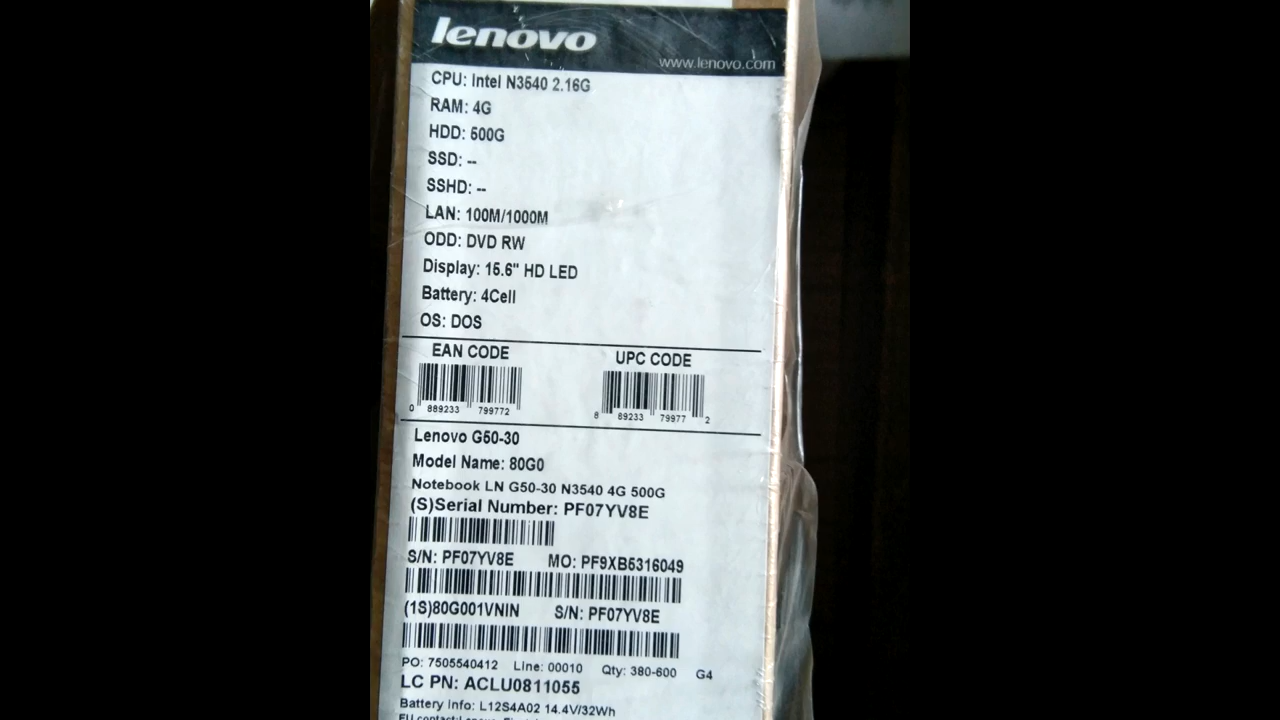 lenovo
www.lenovo.com
CPU: Intel N3540 2.16G
RAM: 4G
HDD: 500G
SSD: --
SSHD: --
LAN: 100M/1000M
ODD: DVD RW
Display: 15.6" HD LED
Battery: 4Cell
OS: DOS
EAN CODE UPC CODE
0 889233 799772 8 89233 79977 2
Lenovo G50-30
Model Name: 80G0
Notebook LN G50-30 N3540 4G 500G
(S)Serial Number: PF07YV8E
S/N: PF07YV8E MO: PF9XB5316049
(1S)80G001VNIN S/N: PF07YV8E
PO: 7505540412 Line: 00010 Qty: 380-600 G4
LC PN: ACLU0811055
Battery Info: L12S4A02 14.4V/32Wh